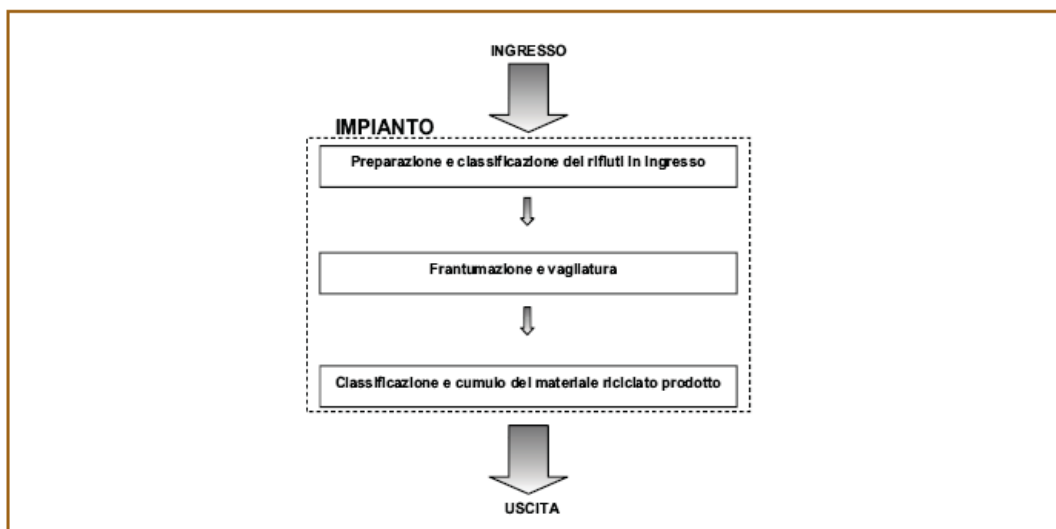 INGRESSO
IMPIANTO
Preparazione e classificazione dei rifiuti in ingresso
Frantumazione e vagliatura
Classificazione e cumulo del materiale riciclato prodotto
USCITA